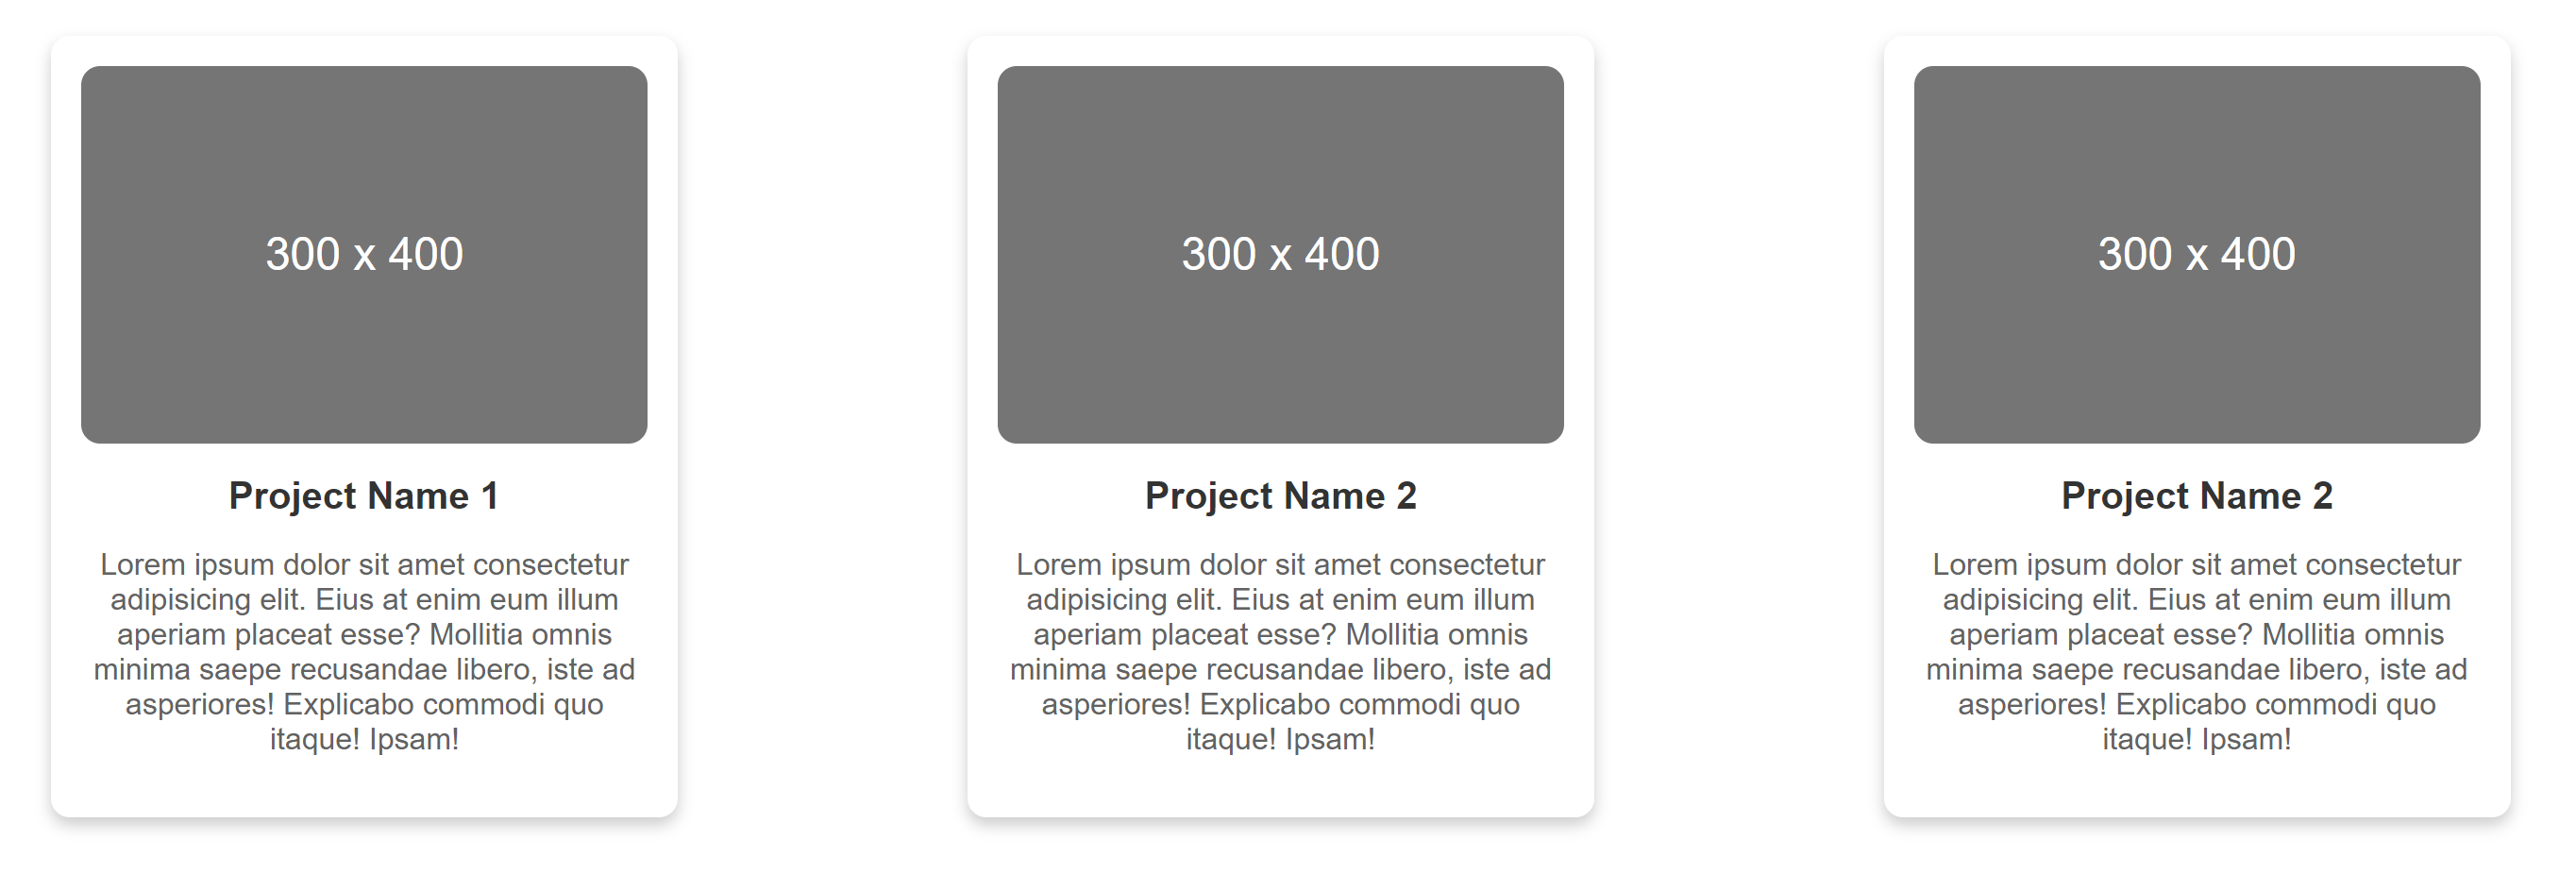 300 x 400
Project Name 1
Lorem ipsum dolor sit amet consectetur
adipisicing elit. Eius at enim eum illum
aperiam placeat esse? Mollitia omnis
minima saepe recusandae libero, iste ad
asperiores! Explicabo commodi quo
itaque! Ipsam!
300 x 400
Project Name 2
Lorem ipsum dolor sit amet consectetur
adipisicing elit. Eius at enim eum illum
aperiam placeat esse? Mollitia omnis
minima saepe recusandae libero, iste ad
asperiores! Explicabo commodi quo
itaque! Ipsam!
300 x 400
Project Name 2
Lorem ipsum dolor sit amet consectetur
adipisicing elit. Eius at enim eum illum
aperiam placeat esse? Mollitia omnis
minima saepe recusandae libero, iste ad
asperiores! Explicabo commodi quo
itaque! Ipsam!